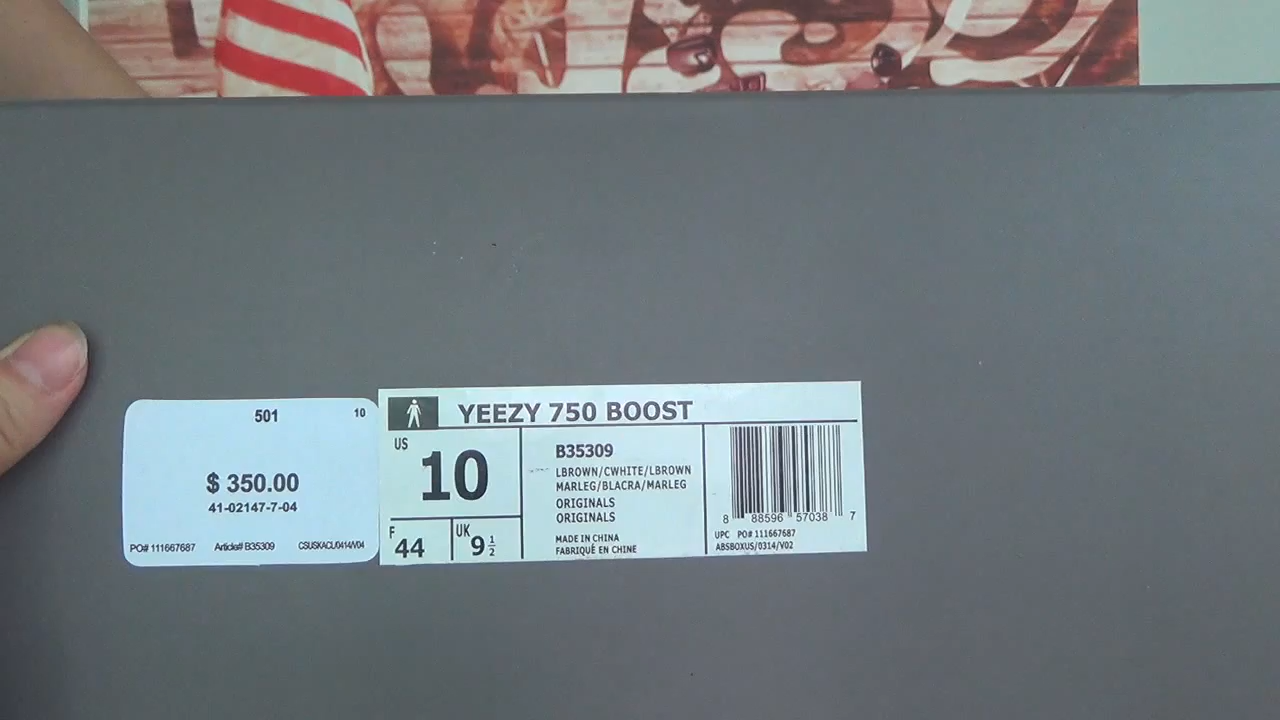 501 10
$ 350.00
41-02147-7-04
PO# 111667687 Article# B35309 CSUSKACL/0414/V04
YEEZY 750 BOOST
US
10
F
44
UK
9 ½
B35309
LBROWN/CWHITE/LBROWN
MARLEG/BLACRA/MARLEG
ORIGINALS
ORIGINALS
MADE IN CHINA
FABRIQUÉ EN CHINE
8 88596 57038 7
UPC PO# 111667687
ABSBOXUS/0314/V02